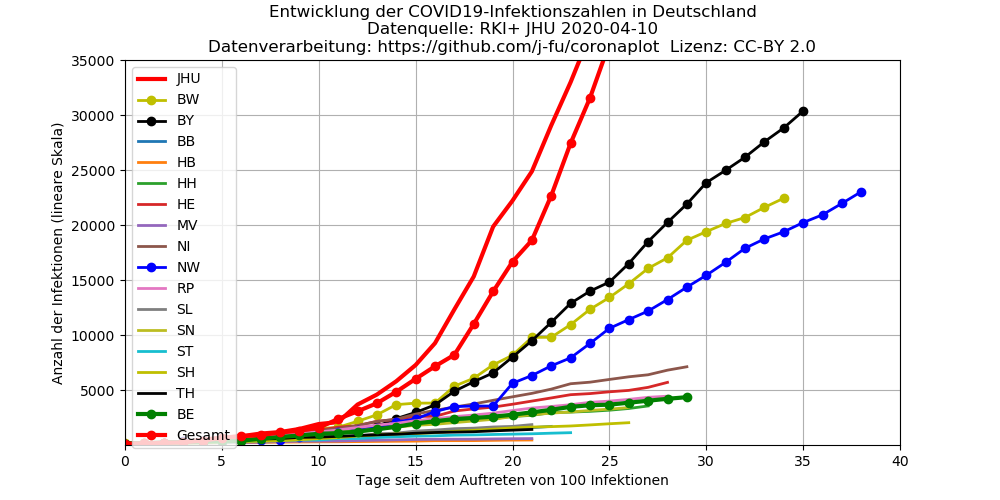 Entwicklung der COVID19-Infektionszahlen in Deutschland
Datenquelle: RKI+ JHU 2020-04-10
Datenverarbeitung: https://github.com/j-fu/coronaplot  Lizenz: CC-BY 2.0
Anzahl der Infektionen (lineare Skala)
35000
30000
25000
20000
15000
10000
5000
JHU
BW
BY
BB
HB
HH
HE
MV
NI
NW
RP
SL
SN
ST
SH
TH
BE
Gesamt
0 5 10 15 20 25 30 35 40
Tage seit dem Auftreten von 100 Infektionen